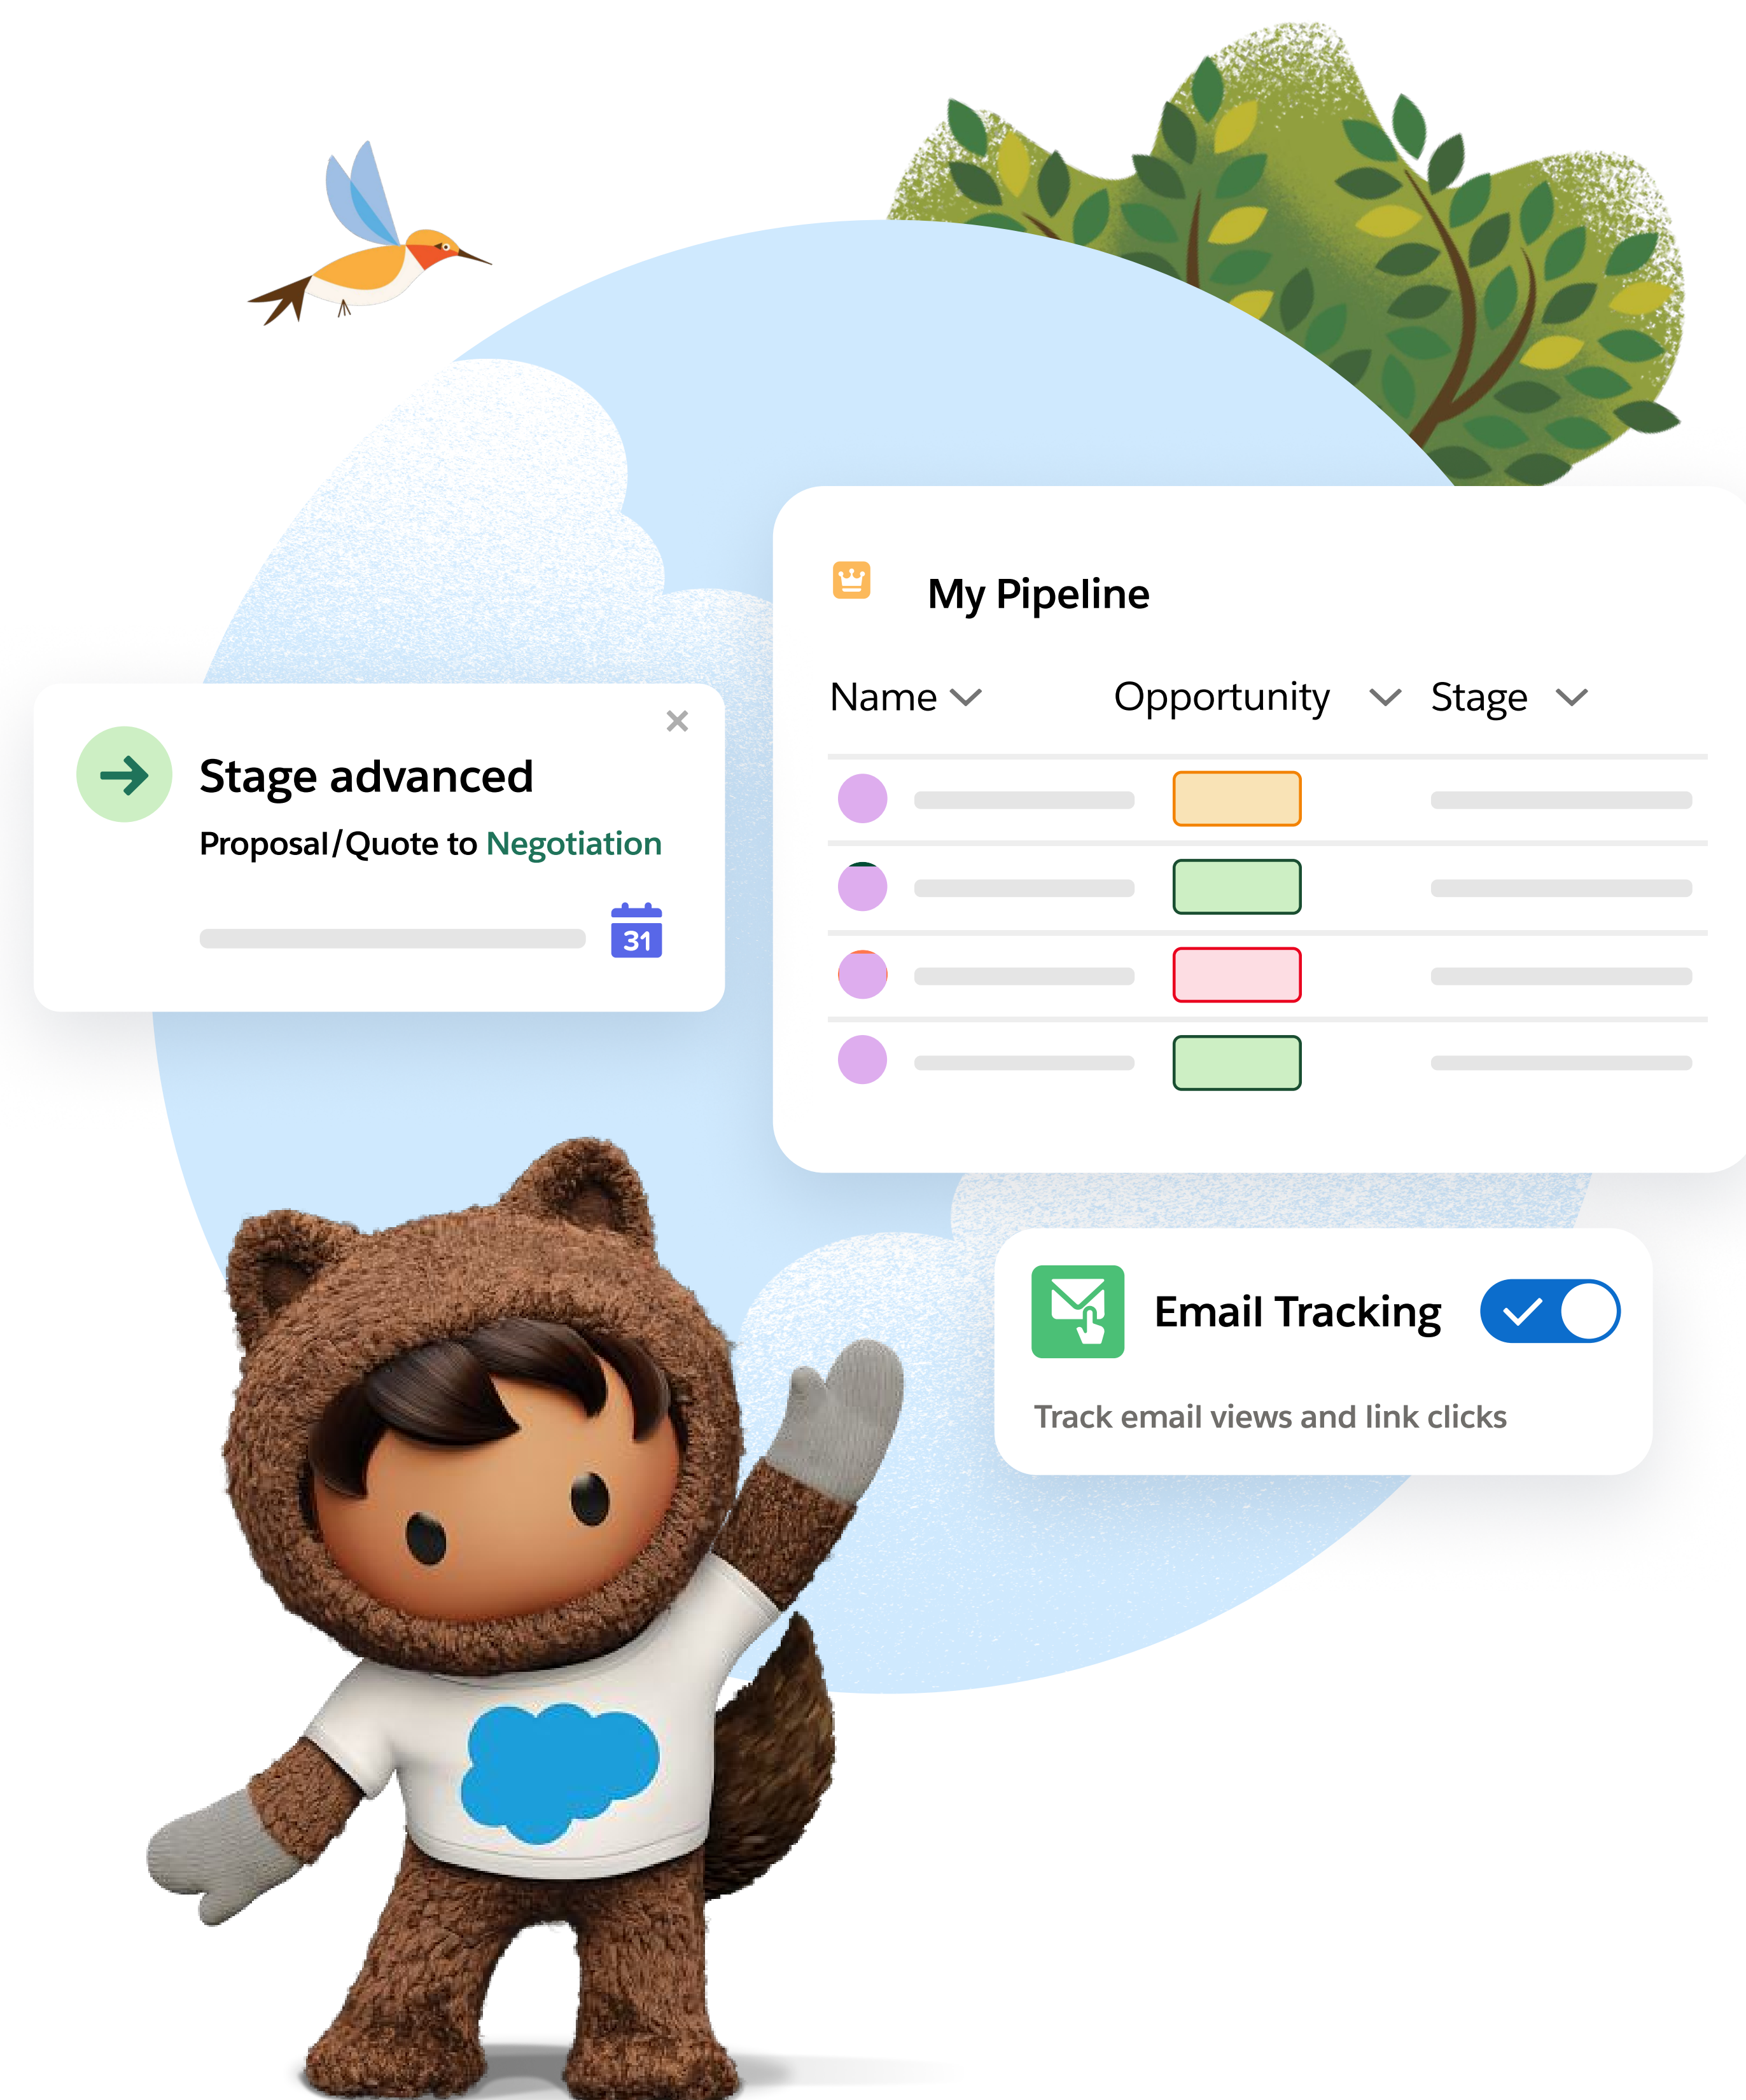 My Pipeline
Name Opportunity Stage
Stage advanced
Proposal/Quote to Negotiation
31
Email Tracking
Track email views and link clicks